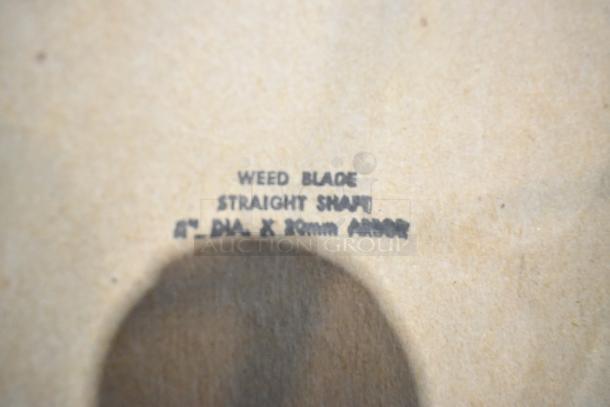 WEED BLADE
STRAIGHT SHAFT
DIA. X 20mm ARBOR
AUCTION GROUP